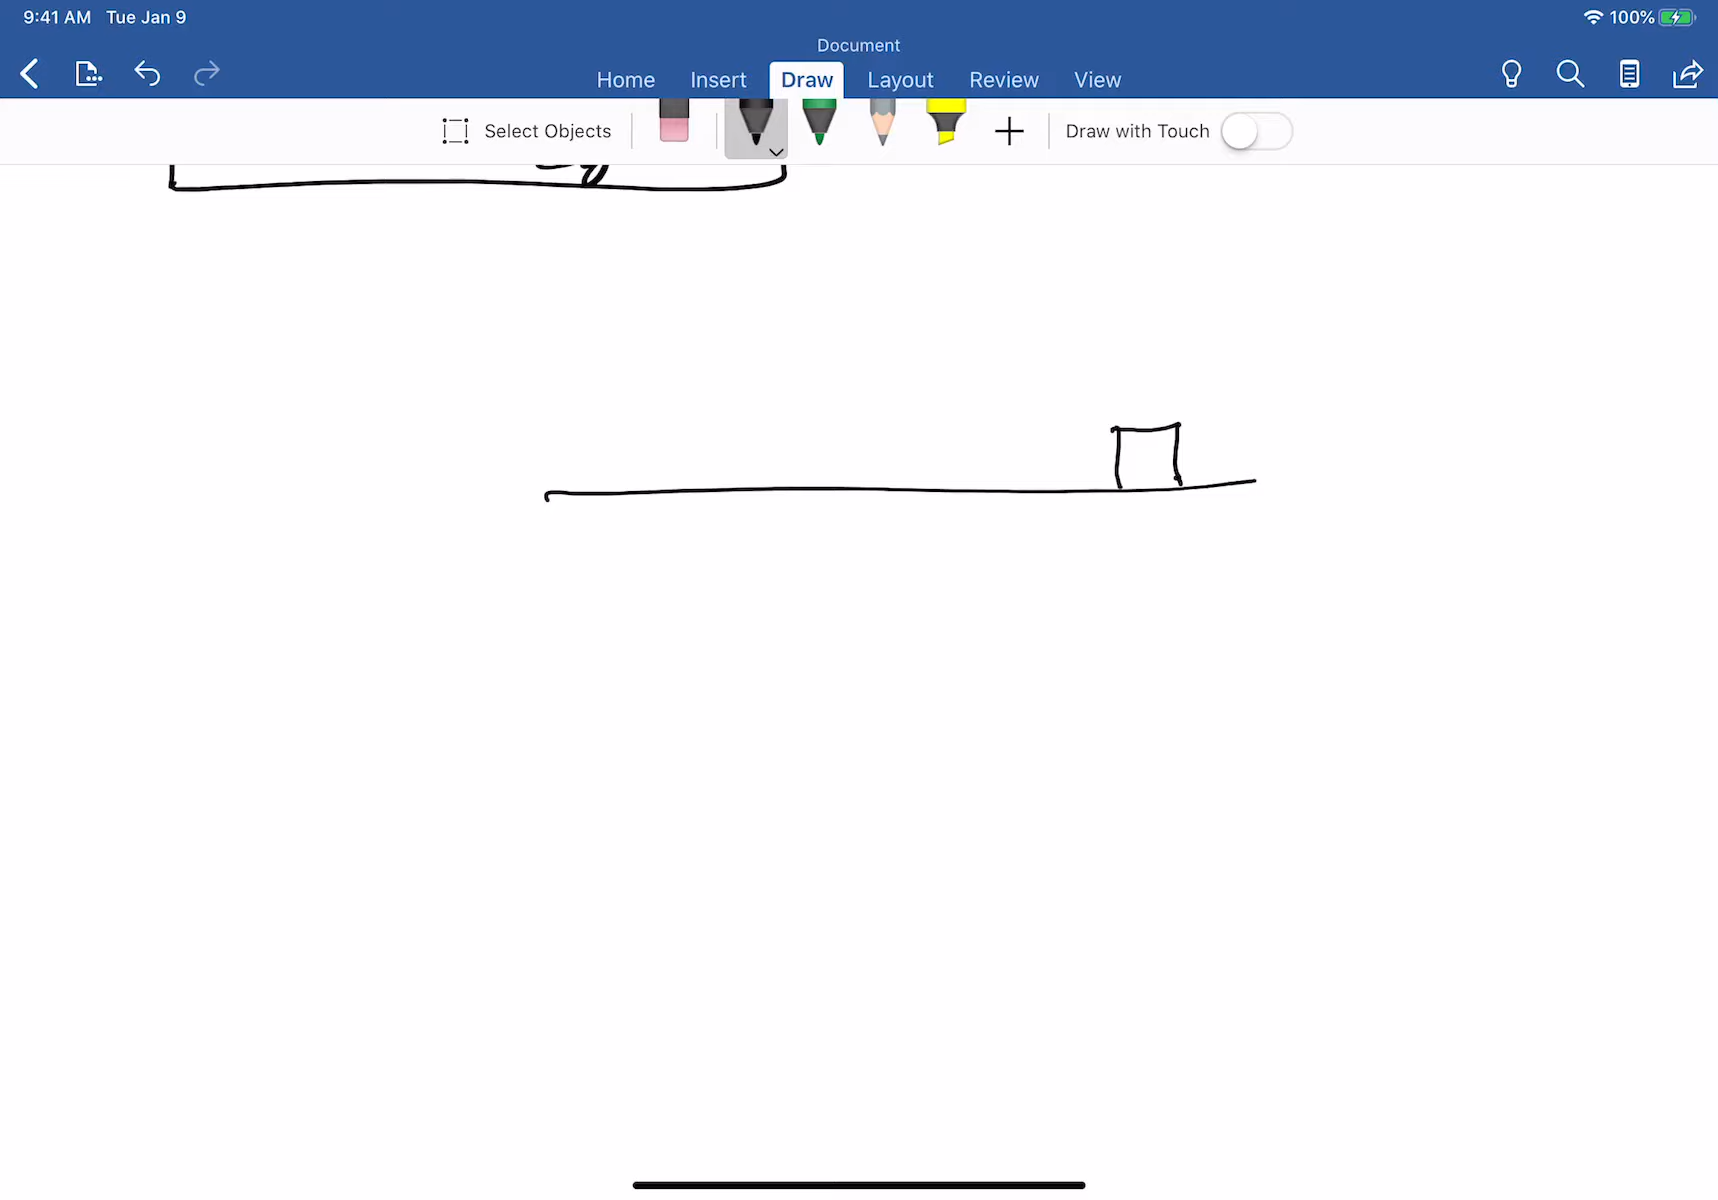 9:41 AM Tue Jan 9
100%
Document
Home Insert Draw Layout Review View
Select Objects
Draw with Touch